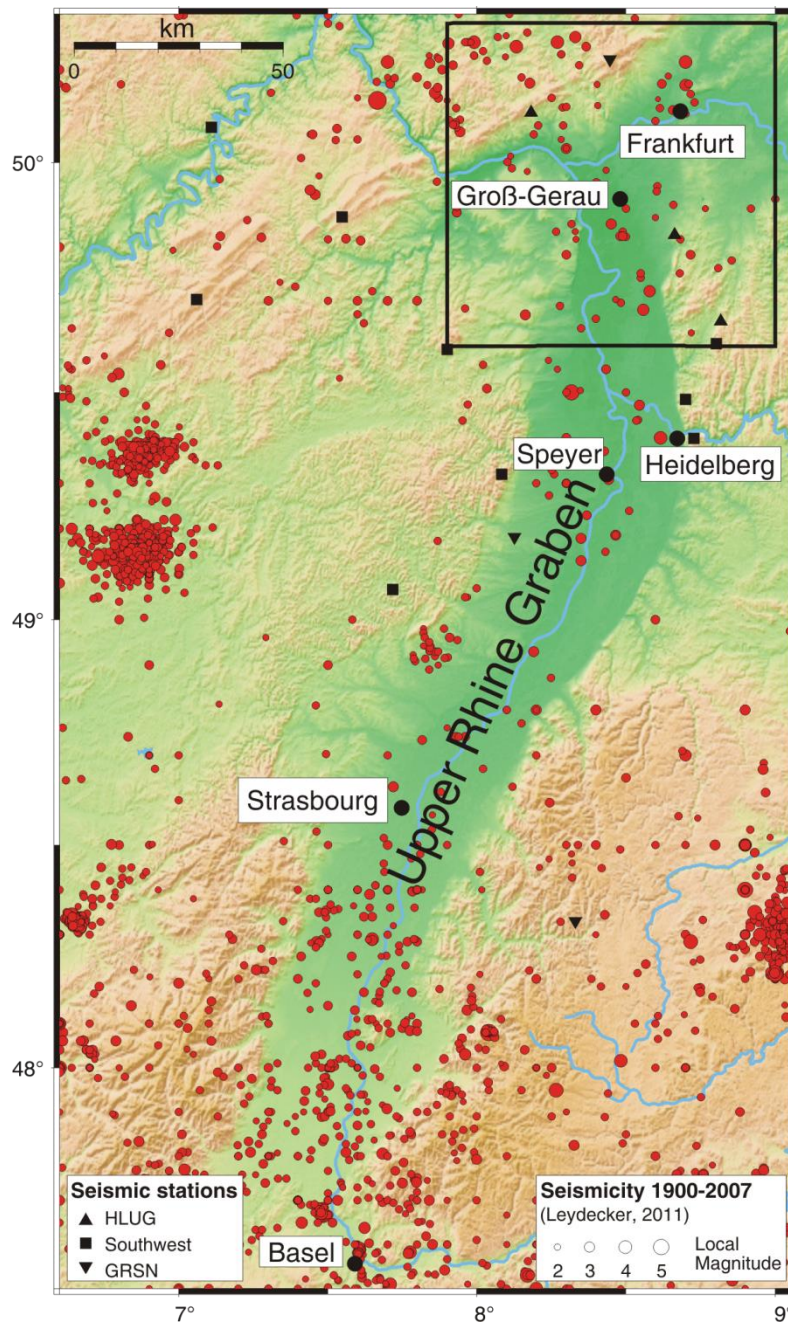 km
0 50
50°
49°
48°
7° 8° 9°
Frankfurt
Groß-Gerau
Speyer
Heidelberg
Upper Rhine Graben
Strasbourg
Basel
Seismic stations
HLUG
Southwest
GRSN
Seismicity 1900-2007
(Leydecker, 2011)
2 3 4 5
Local
Magnitude